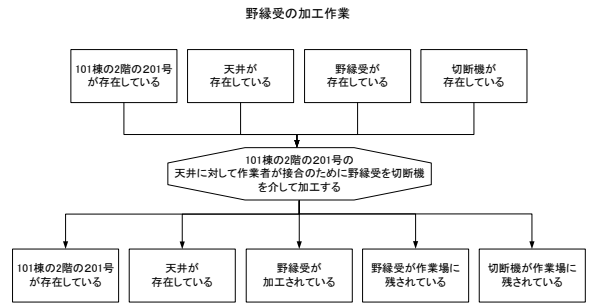 野縁受の加工作業
101棟の2階の201号
が存在している
天井が
存在している
野縁受が
存在している
切断機が
存在している
101棟の2階の201号の
天井に対して作業者が接合のために野縁受を切断機
を介して加工する
101棟の2階の201号
が存在している
天井が
存在している
野縁受が
加工されている
野縁受が作業場に
残されている
切断機が作業場に
残されている